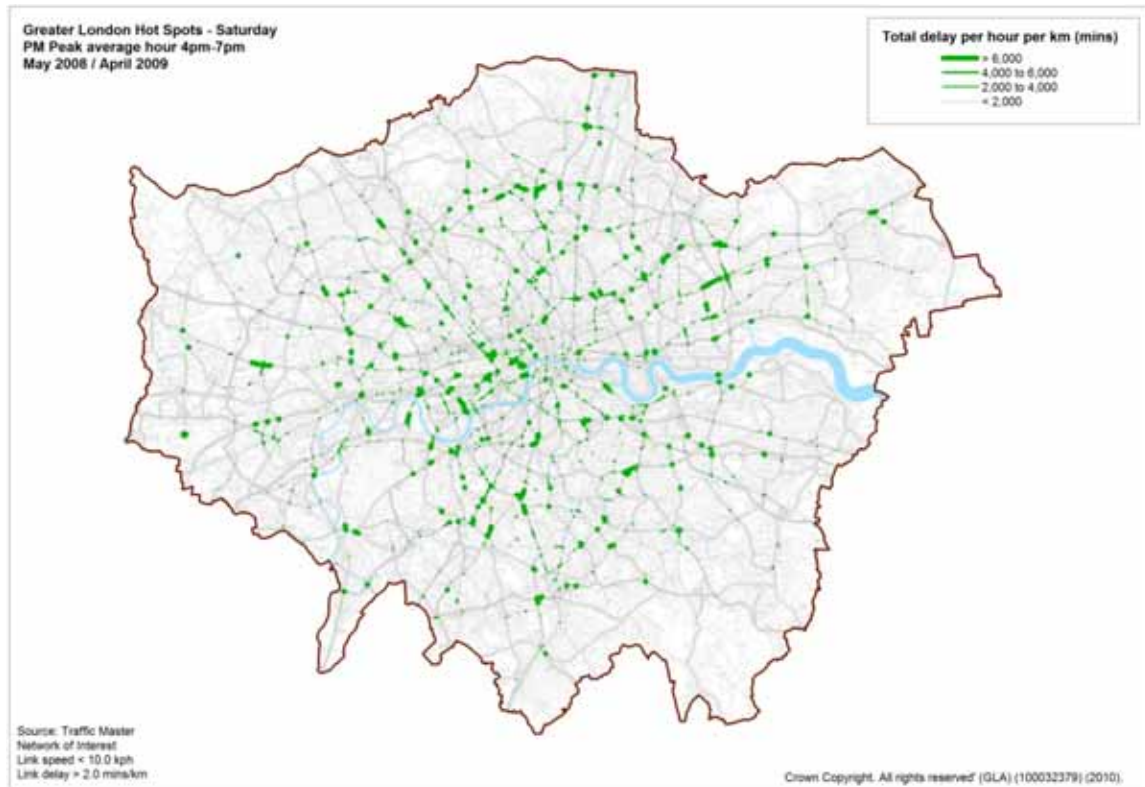 Greater London Hot Spots - Saturday
PM Peak average hour 4pm-7pm
May 2008 / April 2009
Total delay per hour per km (mins)
> 6,000
4,000 to 6,000
2,000 to 4,000
< 2,000
Source: Traffic Master
Network of Interest
Link speed < 10.0 kph
Link delay > 2.0 mins/km
Crown Copyright. All rights reserved' (GLA) (100032379) (2010).